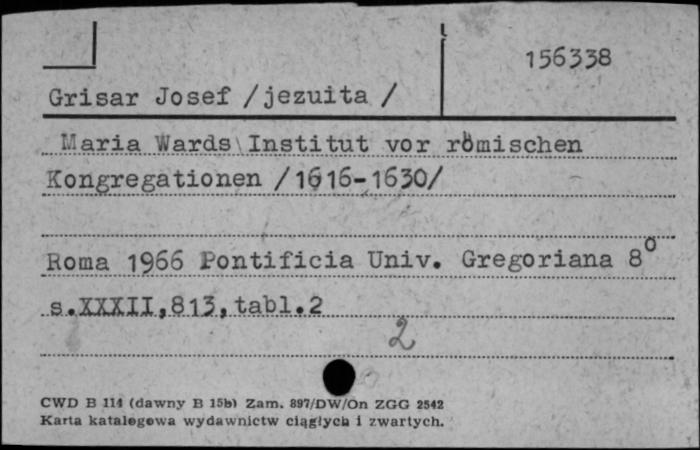 156338
Grisar Josef /jezuita /
Maria Wards Institut vor römischen
Kongregationen /1616-1630/
Roma 1966 Pontificia Univ. Gregoriana 8°
s.XXXII,813,tabl.2
2
CWD B 114 (dawny B 15b) Zam. 897/DW/On ZGG 2542
Karta katalogowa wydawnictw ciągłych i zwartych.